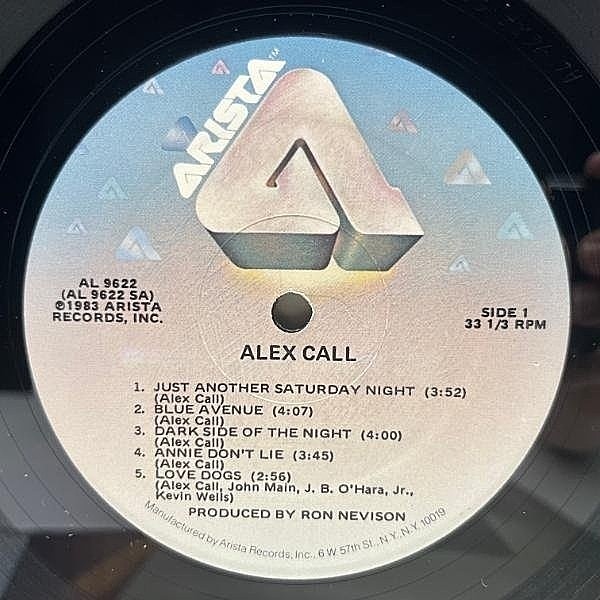 ARISTA™
AL 9622
(AL 9622 SA)
℗1983 ARISTA
RECORDS, INC.
SIDE 1
33 1/3 RPM
ALEX CALL
1. JUST ANOTHER SATURDAY NIGHT (3:52)
(Alex Call)
2. BLUE AVENUE (4:07)
(Alex Call)
3. DARK SIDE OF THE NIGHT (4:00)
(Alex Call)
4. ANNIE DON'T LIE (3:45)
(Alex Call)
5. LOVE DOGS (2:56)
(Alex Call, John Main, J. B. O'Hara, Jr.,
Kevin Wells)
PRODUCED BY RON NEVISON
Manufactured by Arista Records, Inc., 6 W 57th St., N.Y., N.Y. 10019